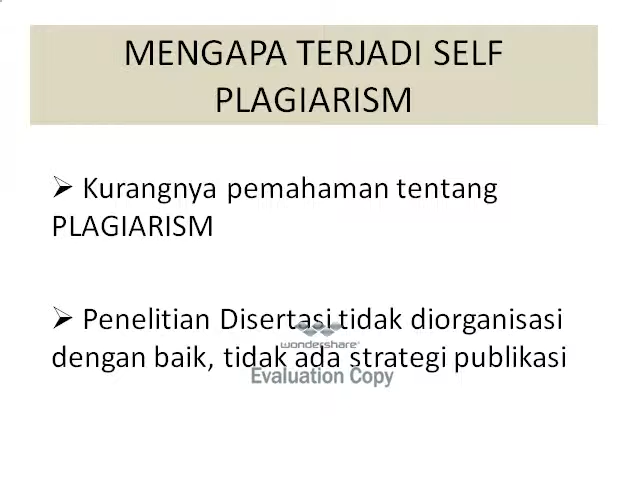 MENGAPA TERJADI SELF
PLAGIARISM
➢ Kurangnya pemahaman tentang
PLAGIARISM
➢ Penelitian Disertasi tidak diorganisasi
wondershare
dengan baik, tidak ada strategi publikasi
Evaluation Copy